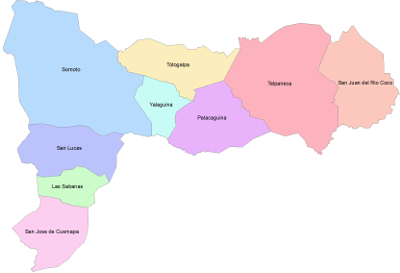 Totogalpa
Somoto
Telpaneca
San Juan del Rio Coco
Yalaguina
Palacaguina
San Lucas
Las Sabanas
San Jose de Cusmapa